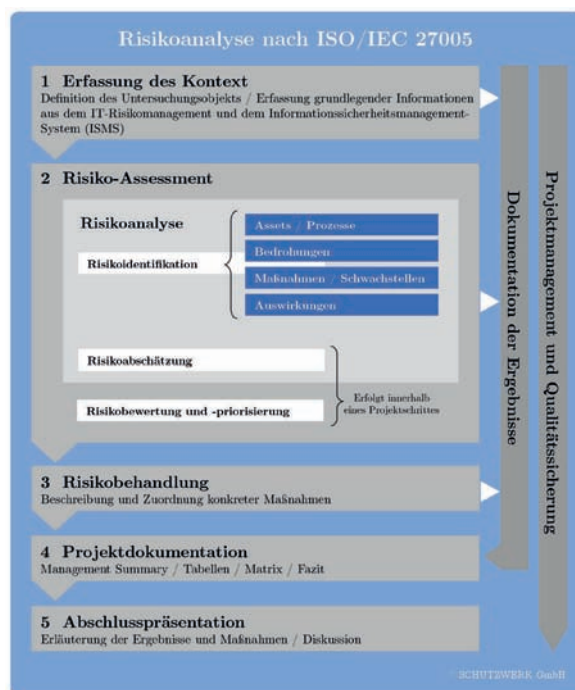 Risikoanalyse nach ISO/IEC 27005
1 Erfassung des Kontext
Definition des Untersuchungsobjekts / Erfassung grundlegender Informationen
aus dem IT-Risikomanagement und dem Informationssicherheitsmanagement-
System (ISMS)
2 Risiko-Assessment
Risikoanalyse
Risikoidentifikation
Assets / Prozesse
Bedrohungen
Maßnahmen / Schwachstellen
Auswirkungen
Risikoabschätzung
Risikobewertung und -priorisierung
Erfolgt innerhalb
eines Projektschrittes
3 Risikobehandlung
Beschreibung und Zuordnung konkreter Maßnahmen
4 Projektdokumentation
Management Summary / Tabellen / Matrix / Fazit
5 Abschlusspräsentation
Erläuterung der Ergebnisse und Maßnahmen / Diskussion
Dokumentation der Ergebnisse
Projektmanagement und Qualitätssicherung
© SCHUTZWERK GmbH